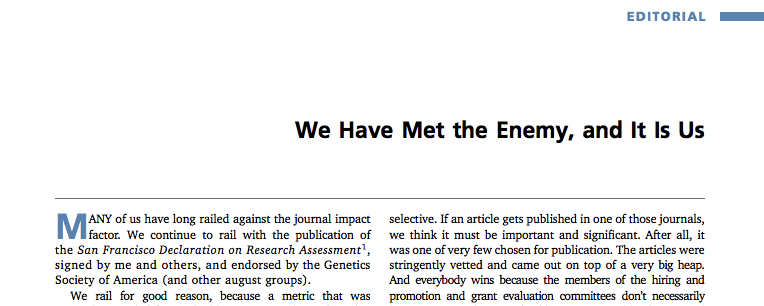 EDITORIAL
We Have Met the Enemy, and It Is Us
MANY of us have long railed against the journal impact
factor. We continue to rail with the publication of
the San Francisco Declaration on Research Assessment¹,
signed by me and others, and endorsed by the Genetics
Society of America (and other august groups).
We rail for good reason, because a metric that was
selective. If an article gets published in one of those journals,
we think it must be important and significant. After all, it
was one of very few chosen for publication. The articles were
stringently vetted and came out on top of a very big heap.
And everybody wins because the members of the hiring and
promotion and grant evaluation committees don’t necessarily